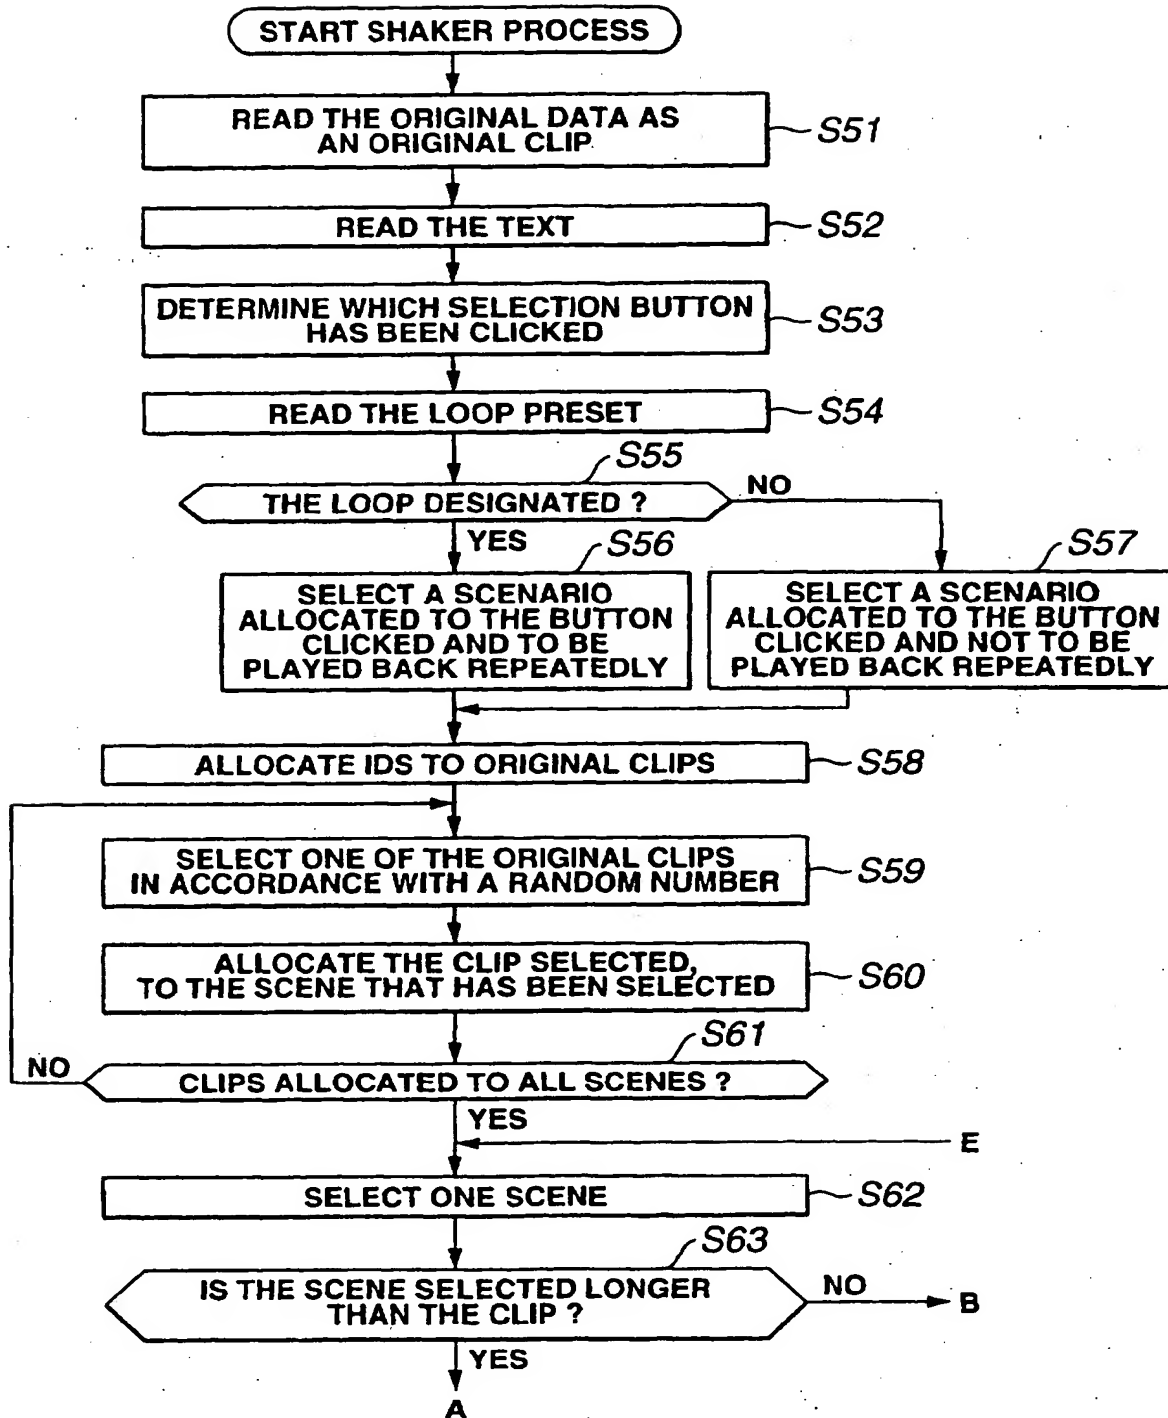 START SHAKER PROCESS
READ THE ORIGINAL DATA AS
AN ORIGINAL CLIP
S51
READ THE TEXT
S52
DETERMINE WHICH SELECTION BUTTON
HAS BEEN CLICKED
S53
READ THE LOOP PRESET
S54
S55
THE LOOP DESIGNATED ?
NO
YES
S56
SELECT A SCENARIO
ALLOCATED TO THE BUTTON
CLICKED AND TO BE
PLAYED BACK REPEATEDLY
S57
SELECT A SCENARIO
ALLOCATED TO THE BUTTON
CLICKED AND NOT TO BE
PLAYED BACK REPEATEDLY
ALLOCATE IDS TO ORIGINAL CLIPS
S58
SELECT ONE OF THE ORIGINAL CLIPS
IN ACCORDANCE WITH A RANDOM NUMBER
S59
ALLOCATE THE CLIP SELECTED,
TO THE SCENE THAT HAS BEEN SELECTED
S60
S61
NO
CLIPS ALLOCATED TO ALL SCENES ?
YES
E
SELECT ONE SCENE
S62
S63
IS THE SCENE SELECTED LONGER
THAN THE CLIP ?
NO
B
YES
A